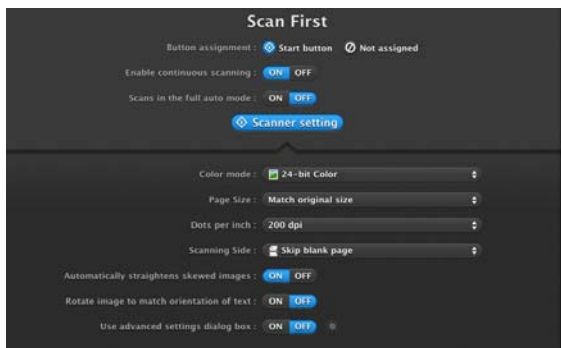 Scan First
Button assignment : Start button Not assigned
Enable continuous scanning : ON OFF
Scans in the full auto mode : ON OFF
Scanner setting
Color mode : 24-bit Color
Page Size : Match original size
Dots per inch : 200 dpi
Scanning Side : Skip blank page
Automatically straightens skewed images : ON OFF
Rotate image to match orientation of text : ON OFF
Use advanced settings dialog box : ON OFF